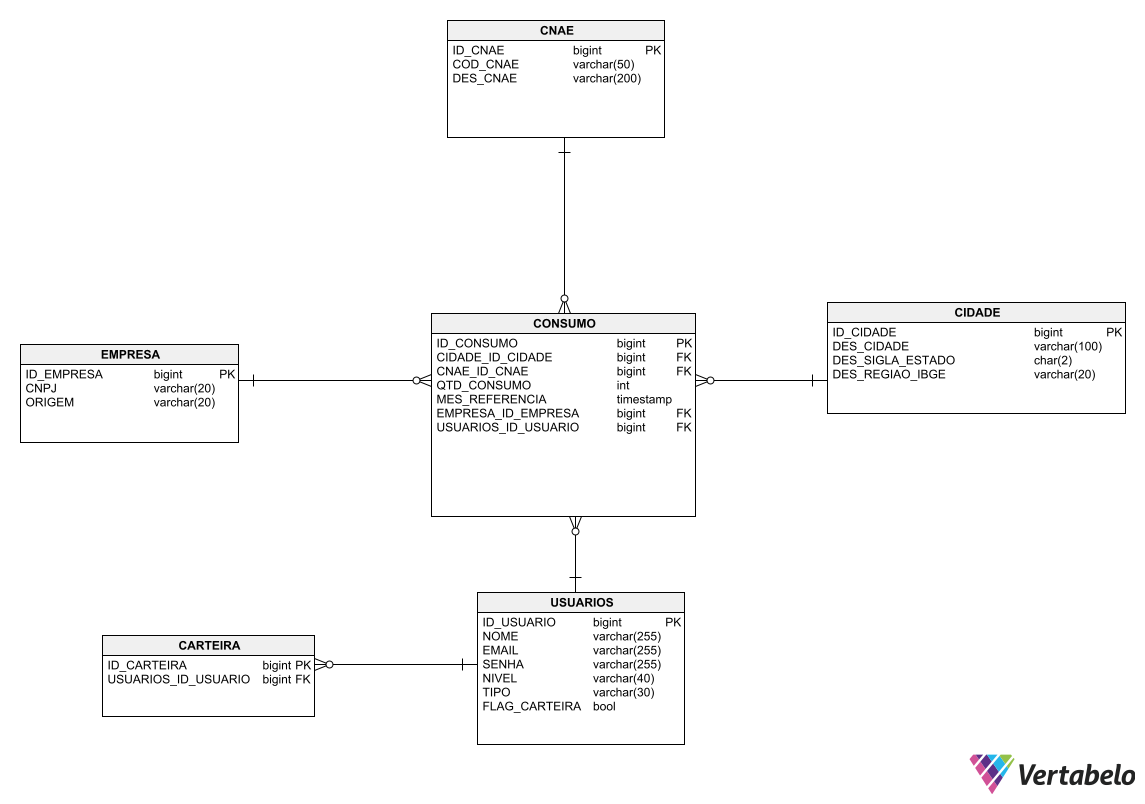 CNAE
ID_CNAE bigint PK
COD_CNAE varchar(50)
DES_CNAE varchar(200)
CIDADE
ID_CIDADE bigint PK
DES_CIDADE varchar(100)
DES_SIGLA_ESTADO char(2)
DES_REGIAO_IBGE varchar(20)
CONSUMO
ID_CONSUMO bigint PK
CIDADE_ID_CIDADE bigint FK
CNAE_ID_CNAE bigint FK
QTD_CONSUMO int
MES_REFERENCIA timestamp
EMPRESA_ID_EMPRESA bigint FK
USUARIOS_ID_USUARIO bigint FK
EMPRESA
ID_EMPRESA bigint PK
CNPJ varchar(20)
ORIGEM varchar(20)
USUARIOS
ID_USUARIO bigint PK
NOME varchar(255)
EMAIL varchar(255)
SENHA varchar(255)
NIVEL varchar(40)
TIPO varchar(30)
FLAG_CARTEIRA bool
CARTEIRA
ID_CARTEIRA bigint PK
USUARIOS_ID_USUARIO bigint FK
Vertabelo